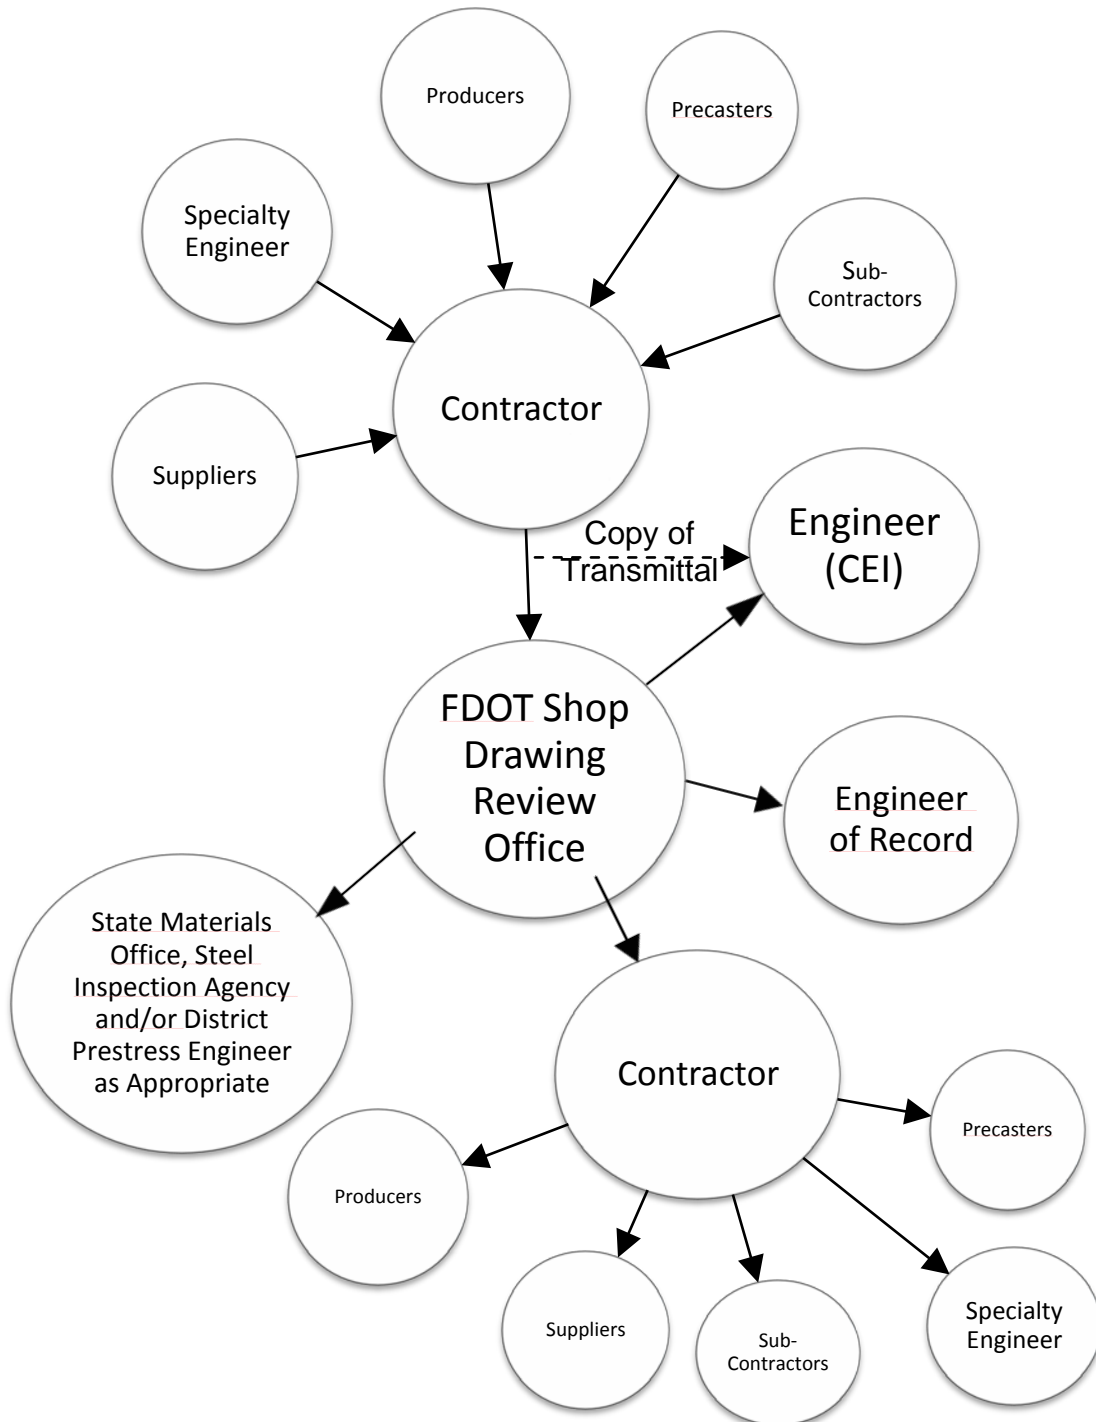 Producers
Precasters
Specialty
Engineer
Sub-
Contractors
Contractor
Suppliers
Copy of
Transmittal
Engineer
(CEI)
FDOT Shop
Drawing
Review
Office
Engineer
of Record
State Materials
Office, Steel
Inspection Agency
and/or District
Prestress Engineer
as Appropriate
Contractor
Precasters
Producers
Suppliers
Sub-
Contractors
Specialty
Engineer